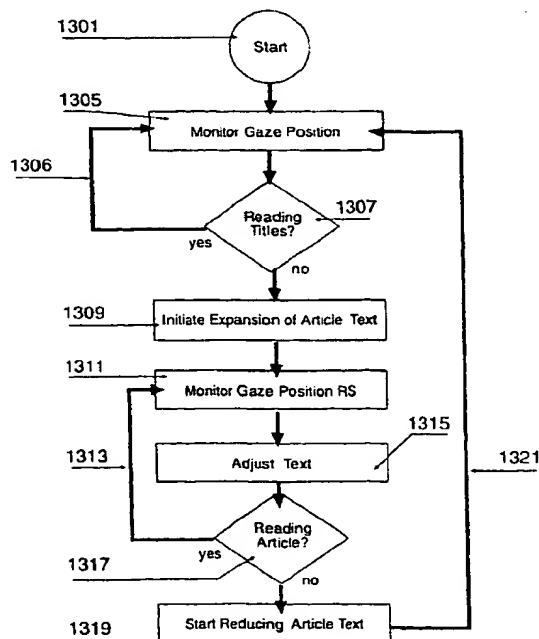 1301
Start
1305
Monitor Gaze Position
1306
1307
Reading
Titles?
yes
no
1309
Initiate Expansion of Article Text
1311
Monitor Gaze Position RS
1315
1313
Adjust Text
1321
Reading
Article?
yes
1317
no
1319
Start Reducing Article Text